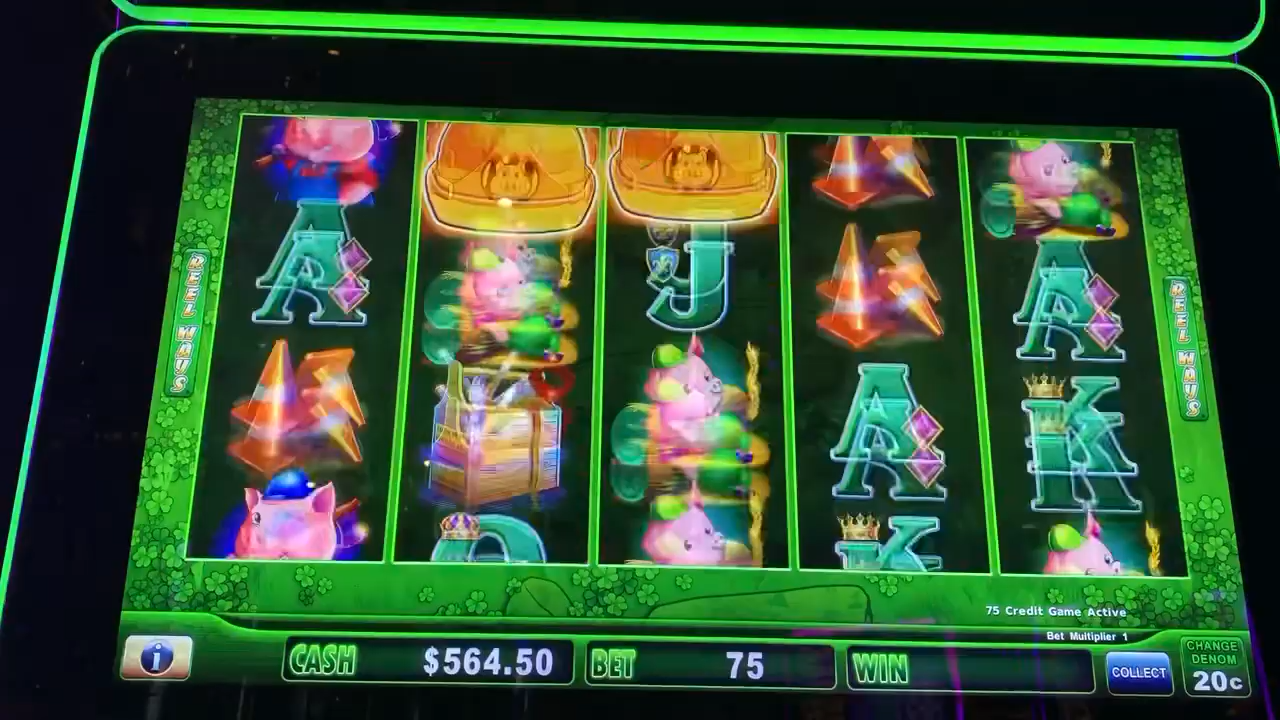 A
J
A
A
K
Q
K
REEL WAYS
REEL WAYS
75 Credit Game Active
Bet Multiplier 1
CASH $564.50 BET 75 WIN
COLLECT
CHANGE
DENOM
20c